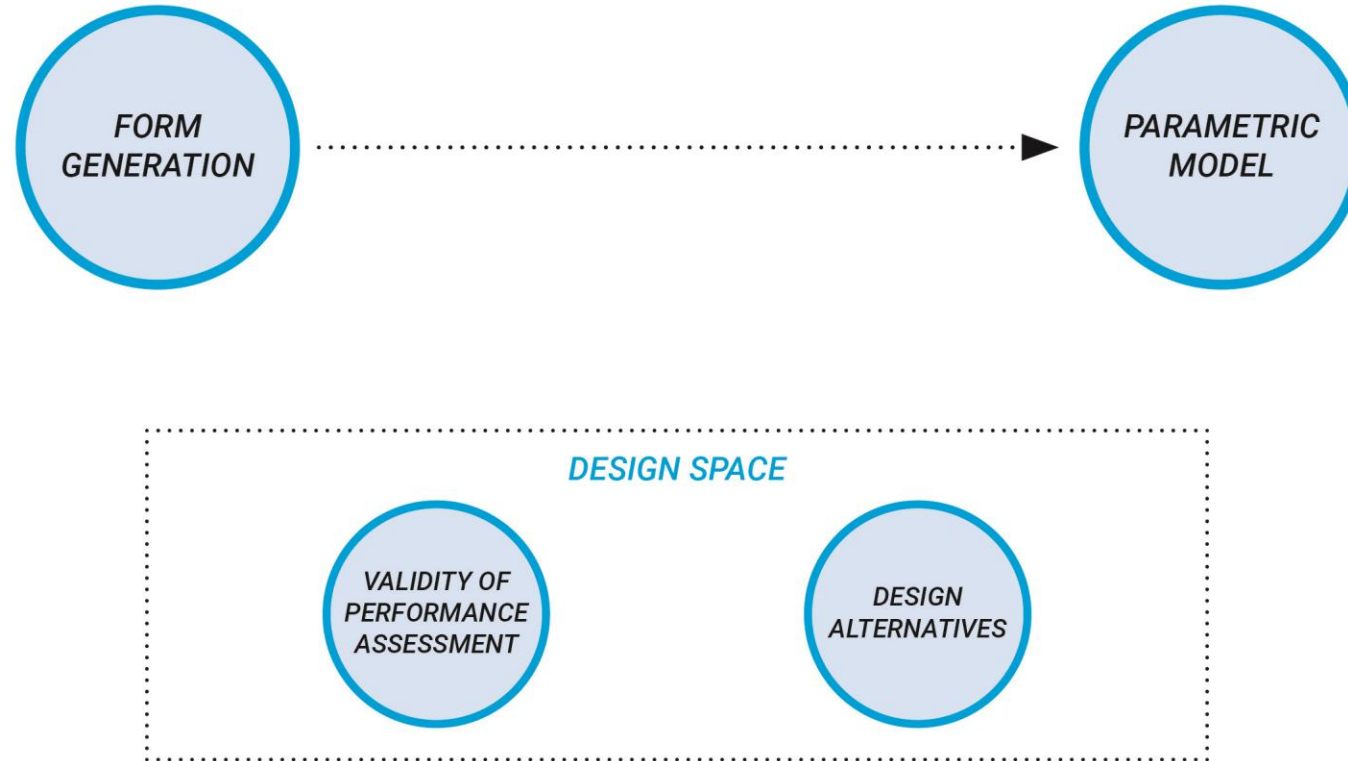 FORM
GENERATION
PARAMETRIC
MODEL
DESIGN SPACE
VALIDITY OF
PERFORMANCE
ASSESSMENT
DESIGN
ALTERNATIVES